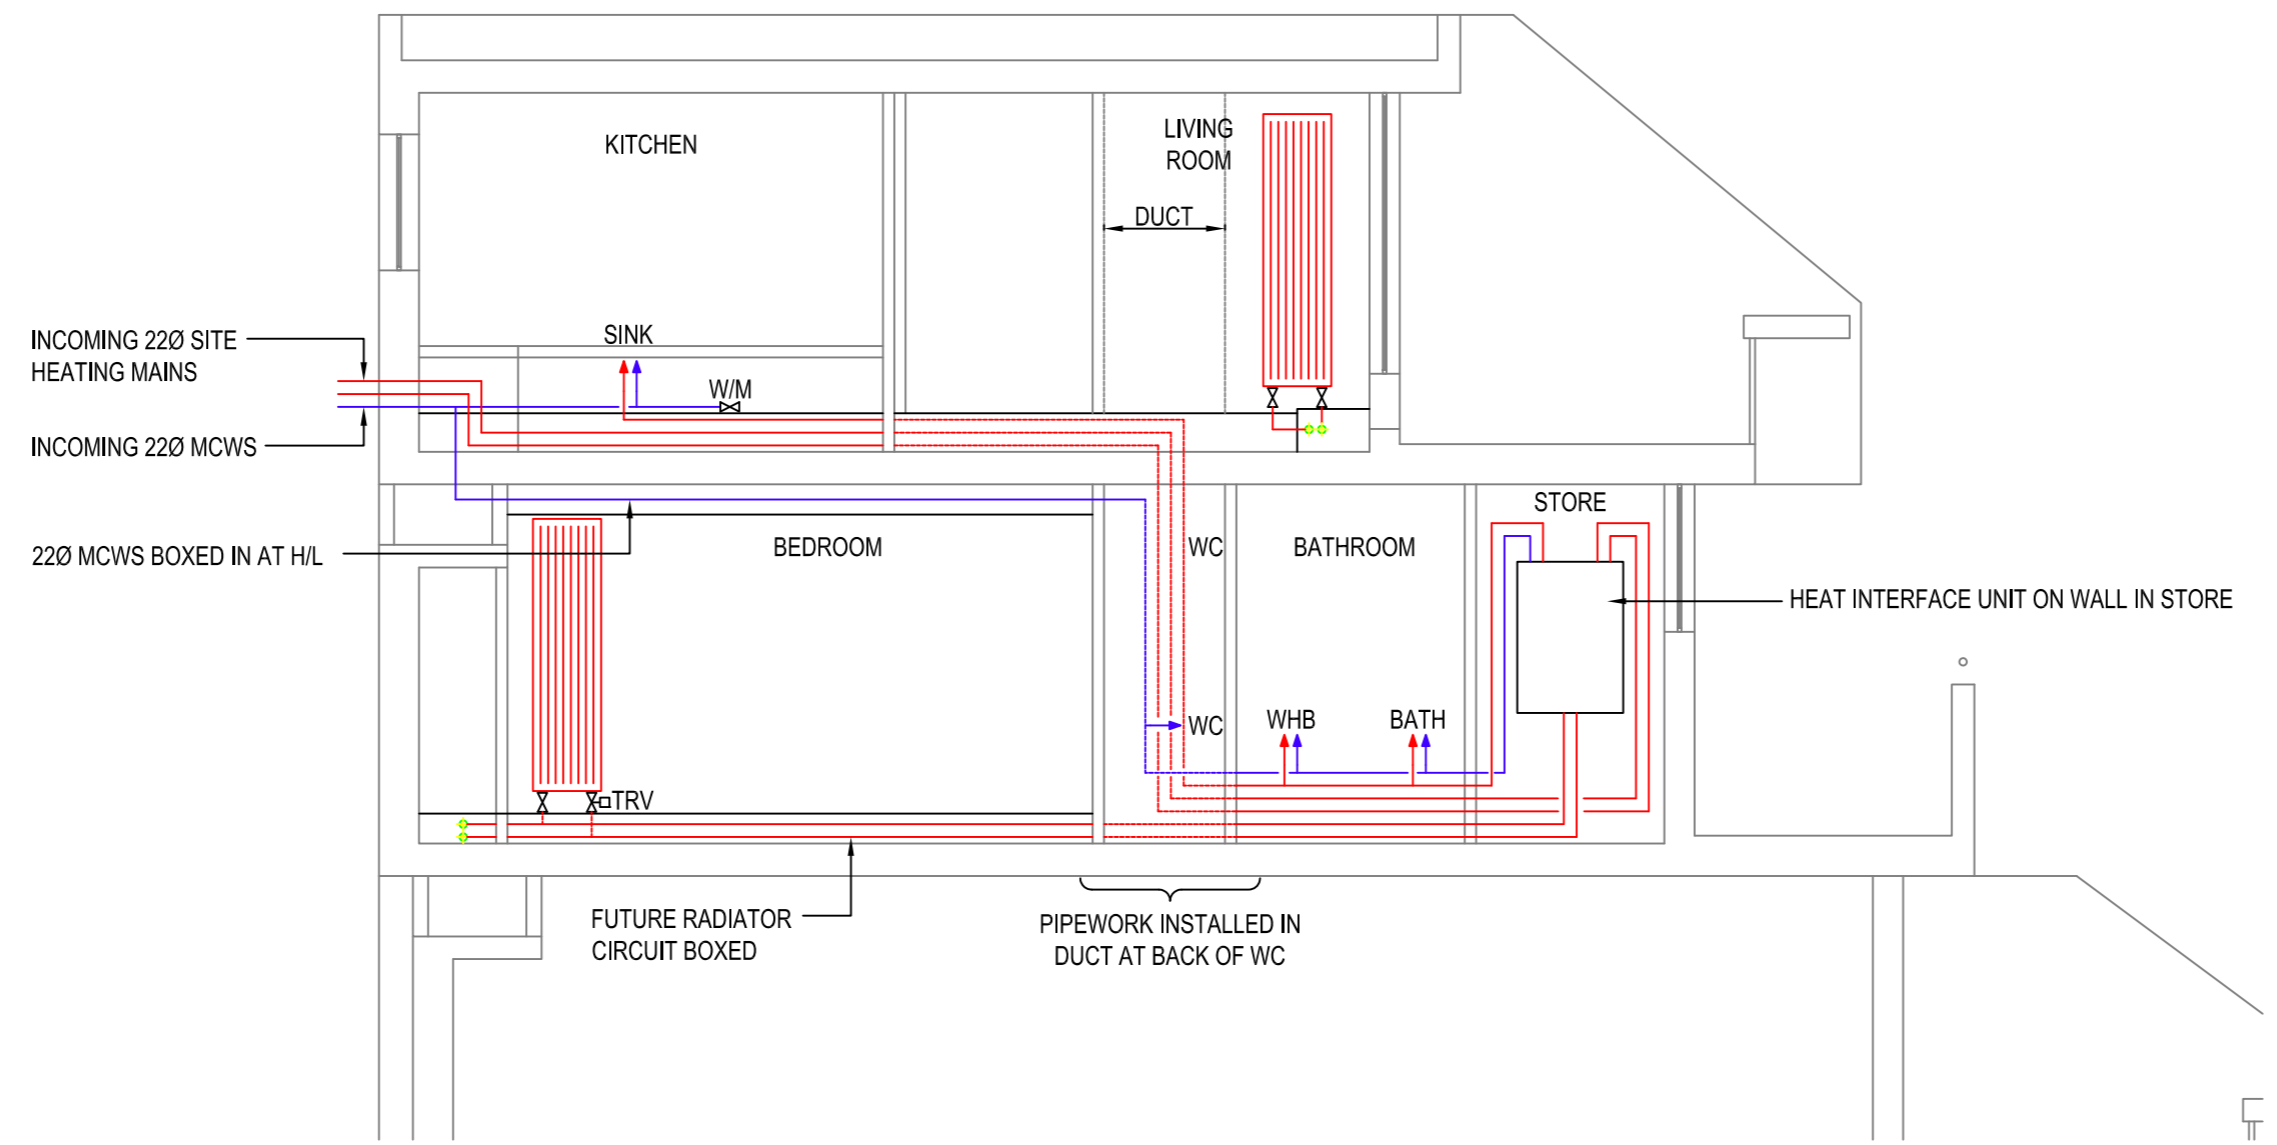 KITCHEN
LIVING
ROOM
DUCT
SINK
W/M
INCOMING 22Ø SITE
HEATING MAINS
INCOMING 22Ø MCWS
22Ø MCWS BOXED IN AT H/L
BEDROOM
WC
BATHROOM
STORE
HEAT INTERFACE UNIT ON WALL IN STORE
WC
WHB
BATH
TRV
FUTURE RADIATOR
CIRCUIT BOXED
PIPEWORK INSTALLED IN
DUCT AT BACK OF WC